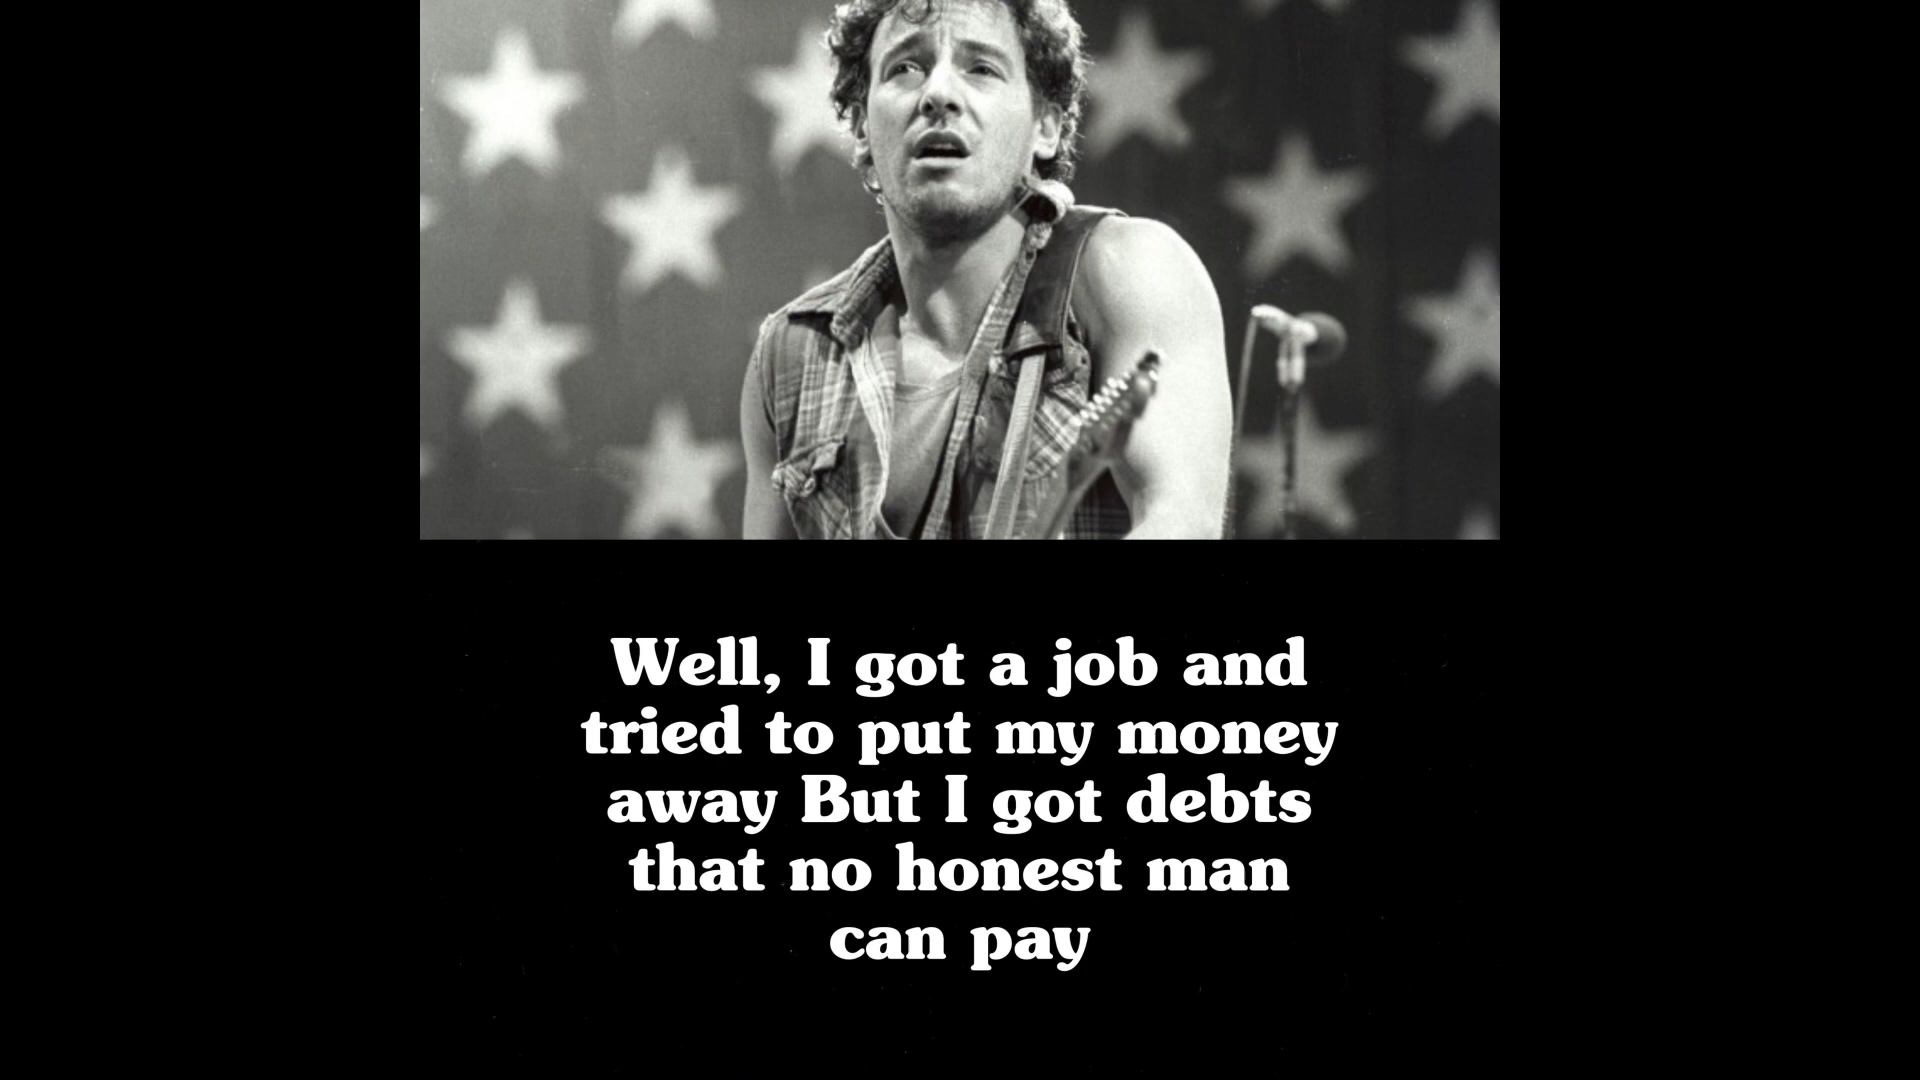 Well, I got a job and
tried to put my money
away But I got debts
that no honest man
can pay